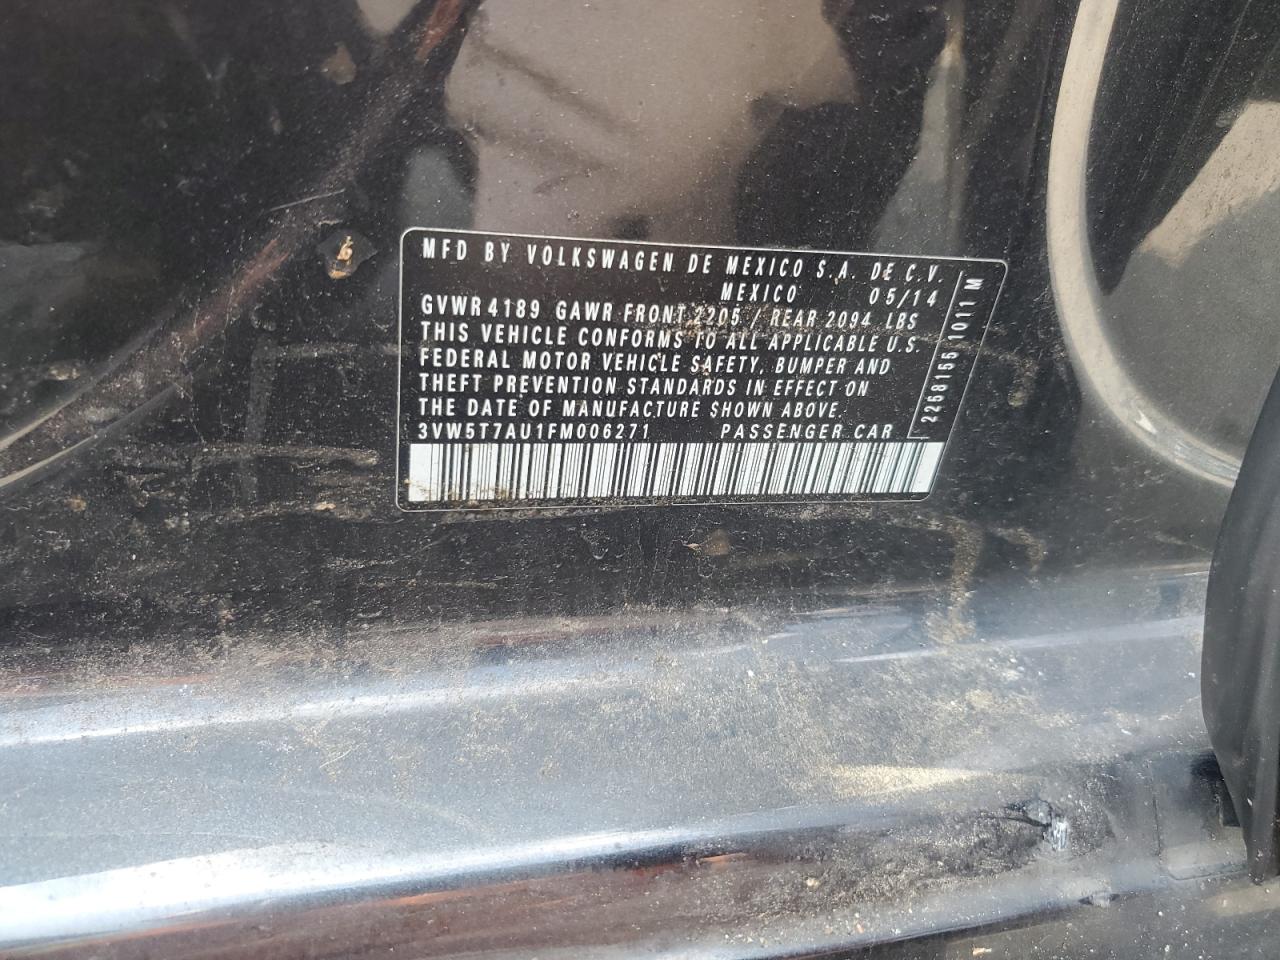 MFD BY VOLKSWAGEN DE MEXICO S.A. DE C.V.
MEXICO 05/14
GVWR 4189 GAWR FRONT 2205 / REAR 2094 LBS
THIS VEHICLE CONFORMS TO ALL APPLICABLE U.S.
FEDERAL MOTOR VEHICLE SAFETY, BUMPER AND
THEFT PREVENTION STANDARDS IN EFFECT ON
THE DATE OF MANUFACTURE SHOWN ABOVE.
3VW5T7AU1FM006271 PASSENGER CAR
2258155 1011 M